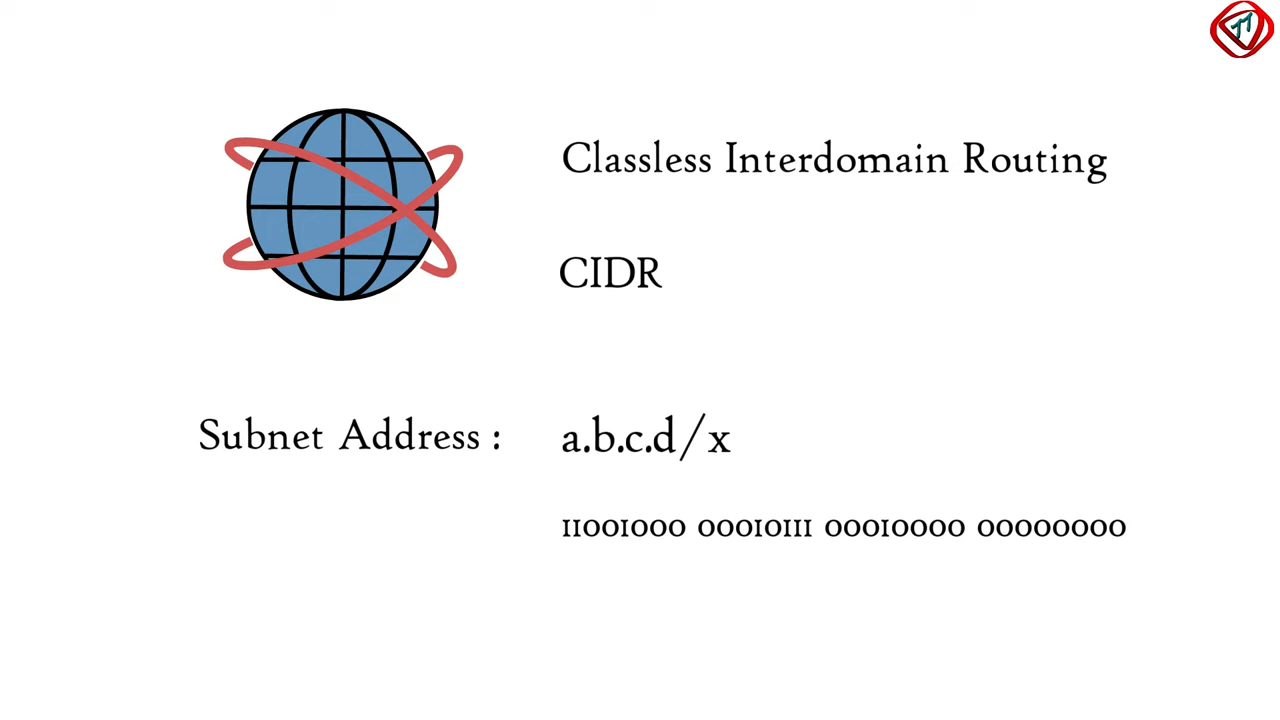 Classless Interdomain Routing
CIDR
Subnet Address : a.b.c.d/x
11001000 00010111 00010000 00000000